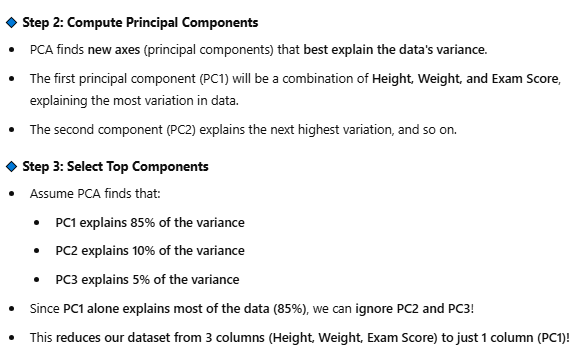 Step 2: Compute Principal Components
• PCA finds new axes (principal components) that best explain the data's variance.
• The first principal component (PC1) will be a combination of Height, Weight, and Exam Score,
explaining the most variation in data.
• The second component (PC2) explains the next highest variation, and so on.
Step 3: Select Top Components
• Assume PCA finds that:
• PC1 explains 85% of the variance
• PC2 explains 10% of the variance
• PC3 explains 5% of the variance
• Since PC1 alone explains most of the data (85%), we can ignore PC2 and PC3!
• This reduces our dataset from 3 columns (Height, Weight, Exam Score) to just 1 column (PC1)!